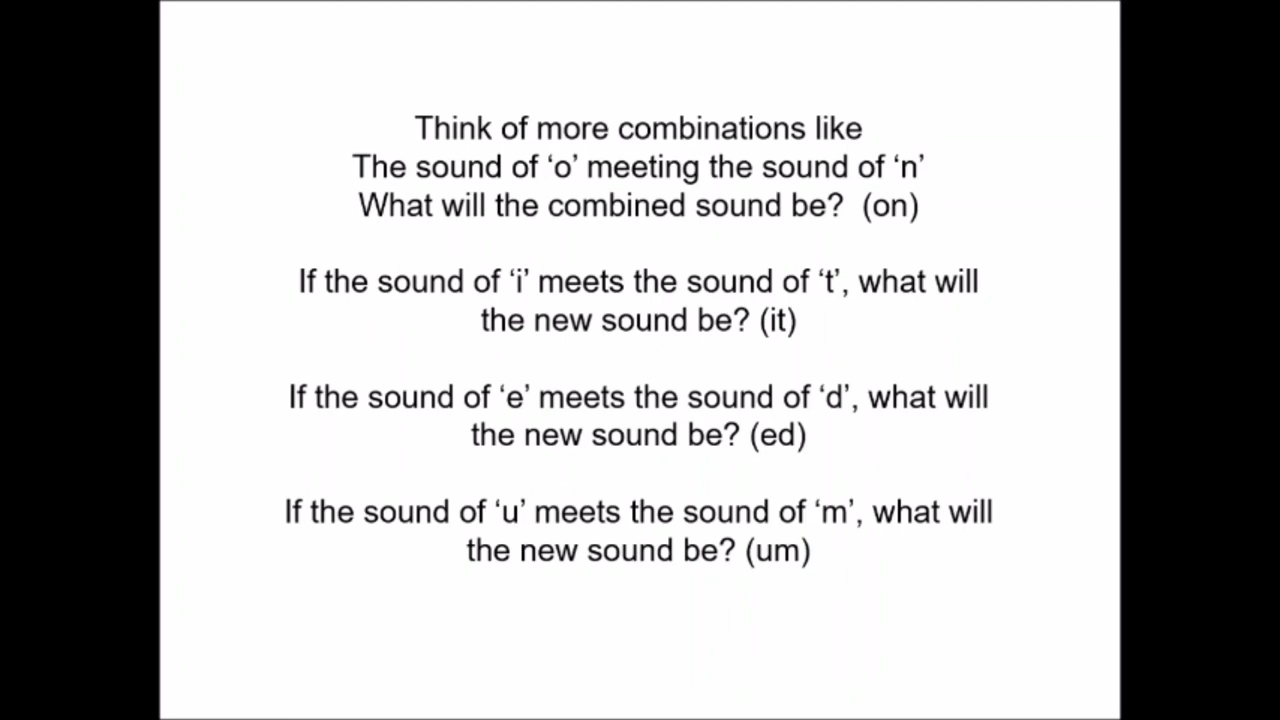 Think of more combinations like
The sound of ‘o’ meeting the sound of ‘n’
What will the combined sound be?  (on)
If the sound of ‘i’ meets the sound of ‘t’, what will
the new sound be? (it)
If the sound of ‘e’ meets the sound of ‘d’, what will
the new sound be? (ed)
If the sound of ‘u’ meets the sound of ‘m’, what will
the new sound be? (um)